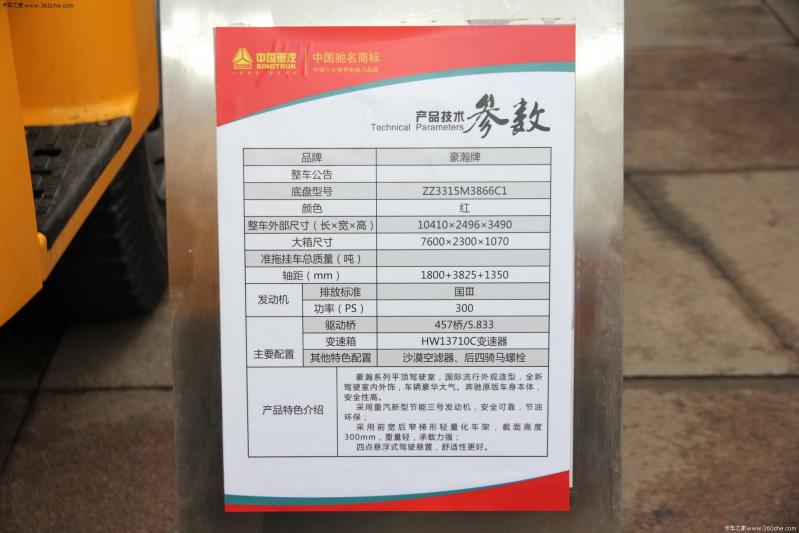 卡车之家 www.360che.com
中国重汽 中国驰名商标
SINOTRUK
产品技术参数
Technical Parameters
品牌 豪瀚牌
整车公告
底盘型号 ZZ3315M3866C1
颜色 红
整车外部尺寸（长×宽×高） 10410×2496×3490
大箱尺寸 7600×2300×1070
准拖挂车总质量（吨）
轴距（mm） 1800+3825+1350
发动机 排放标准 国Ⅲ
功率（PS） 300
主要配置 驱动桥 457桥/5.833
变速箱 HW13710C变速器
其他特色配置 沙漠空滤器、后四骑马螺栓
产品特色介绍
豪瀚系列平顶驾驶室，国际流行外观造型，全新
驾驶室内外饰，车辆豪华大气。奔驰原版车身本体，
安全性高。
采用重汽新型节能三号发动机，安全可靠，节油
环保；
采用前宽后窄梯形轻量化车架，截面高度
300mm，重量轻，承载力强；
四点悬浮式驾驶悬置，舒适性更好。
卡车之家 www.360che.com